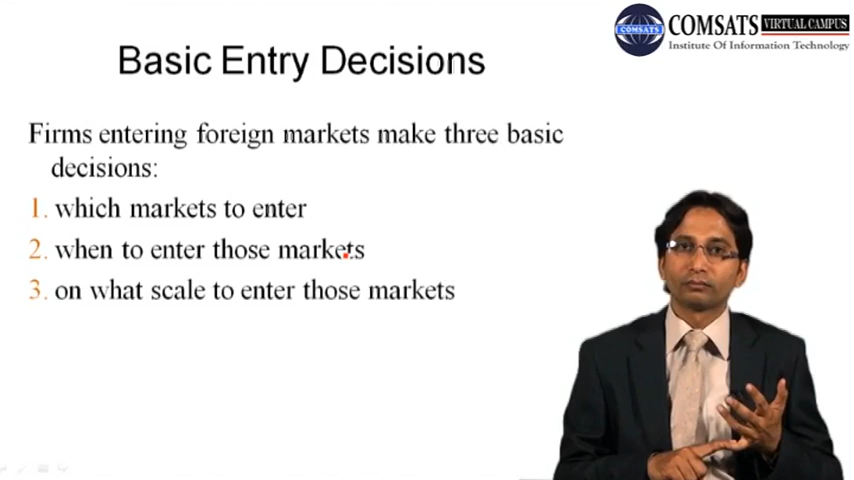 Basic Entry Decisions
COMSATS
COMSATS VIRTUAL CAMPUS
Institute Of Information Technology
Firms entering foreign markets make three basic
decisions:
1. which markets to enter
2. when to enter those markets
3. on what scale to enter those markets